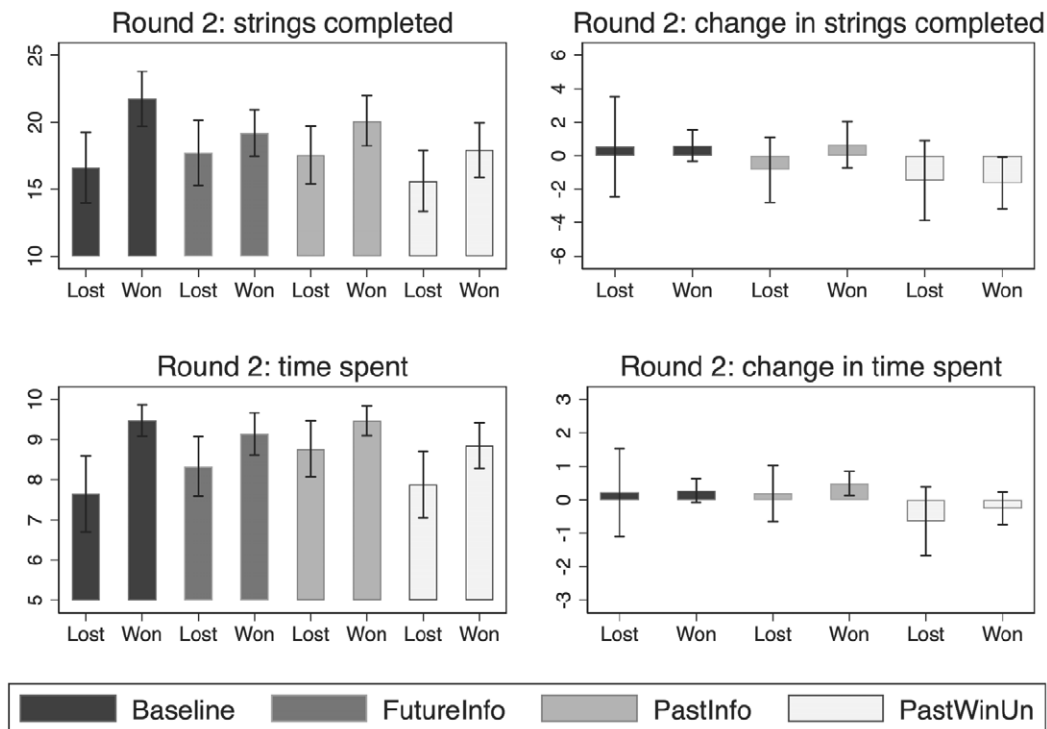 Round 2: strings completed
25
20
15
10
Lost Won Lost Won Lost Won Lost Won
Round 2: change in strings completed
6
4
2
0
-2
-4
-6
Lost Won Lost Won Lost Won
Round 2: time spent
10
9
8
7
6
5
Lost Won Lost Won Lost Won Lost Won
Round 2: change in time spent
3
2
1
0
-1
-2
-3
Lost Won Lost Won Lost Won
Baseline FutureInfo PastInfo PastWinUn